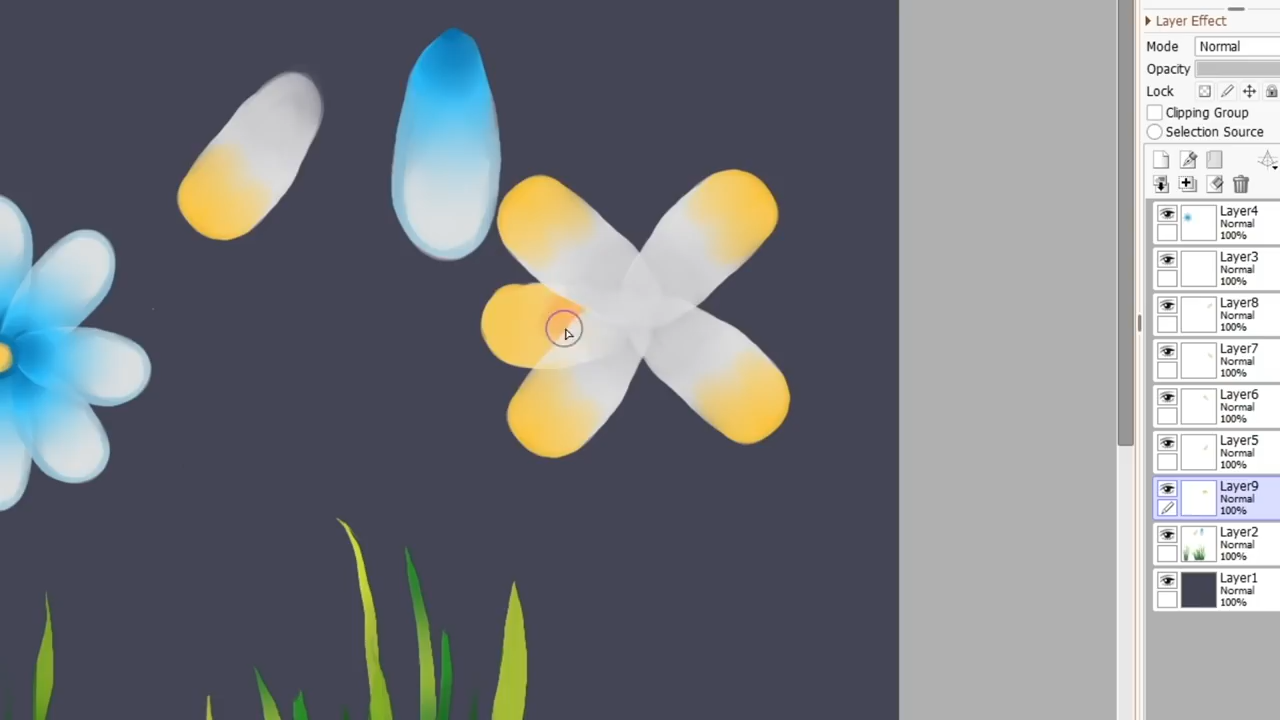 Layer Effect
Mode Normal
Opacity
Lock
Clipping Group
Selection Source
Layer4
Normal
100%
Layer3
Normal
100%
Layer8
Normal
100%
Layer7
Normal
100%
Layer6
Normal
100%
Layer5
Normal
100%
Layer9
Normal
100%
Layer2
Normal
100%
Layer1
Normal
100%